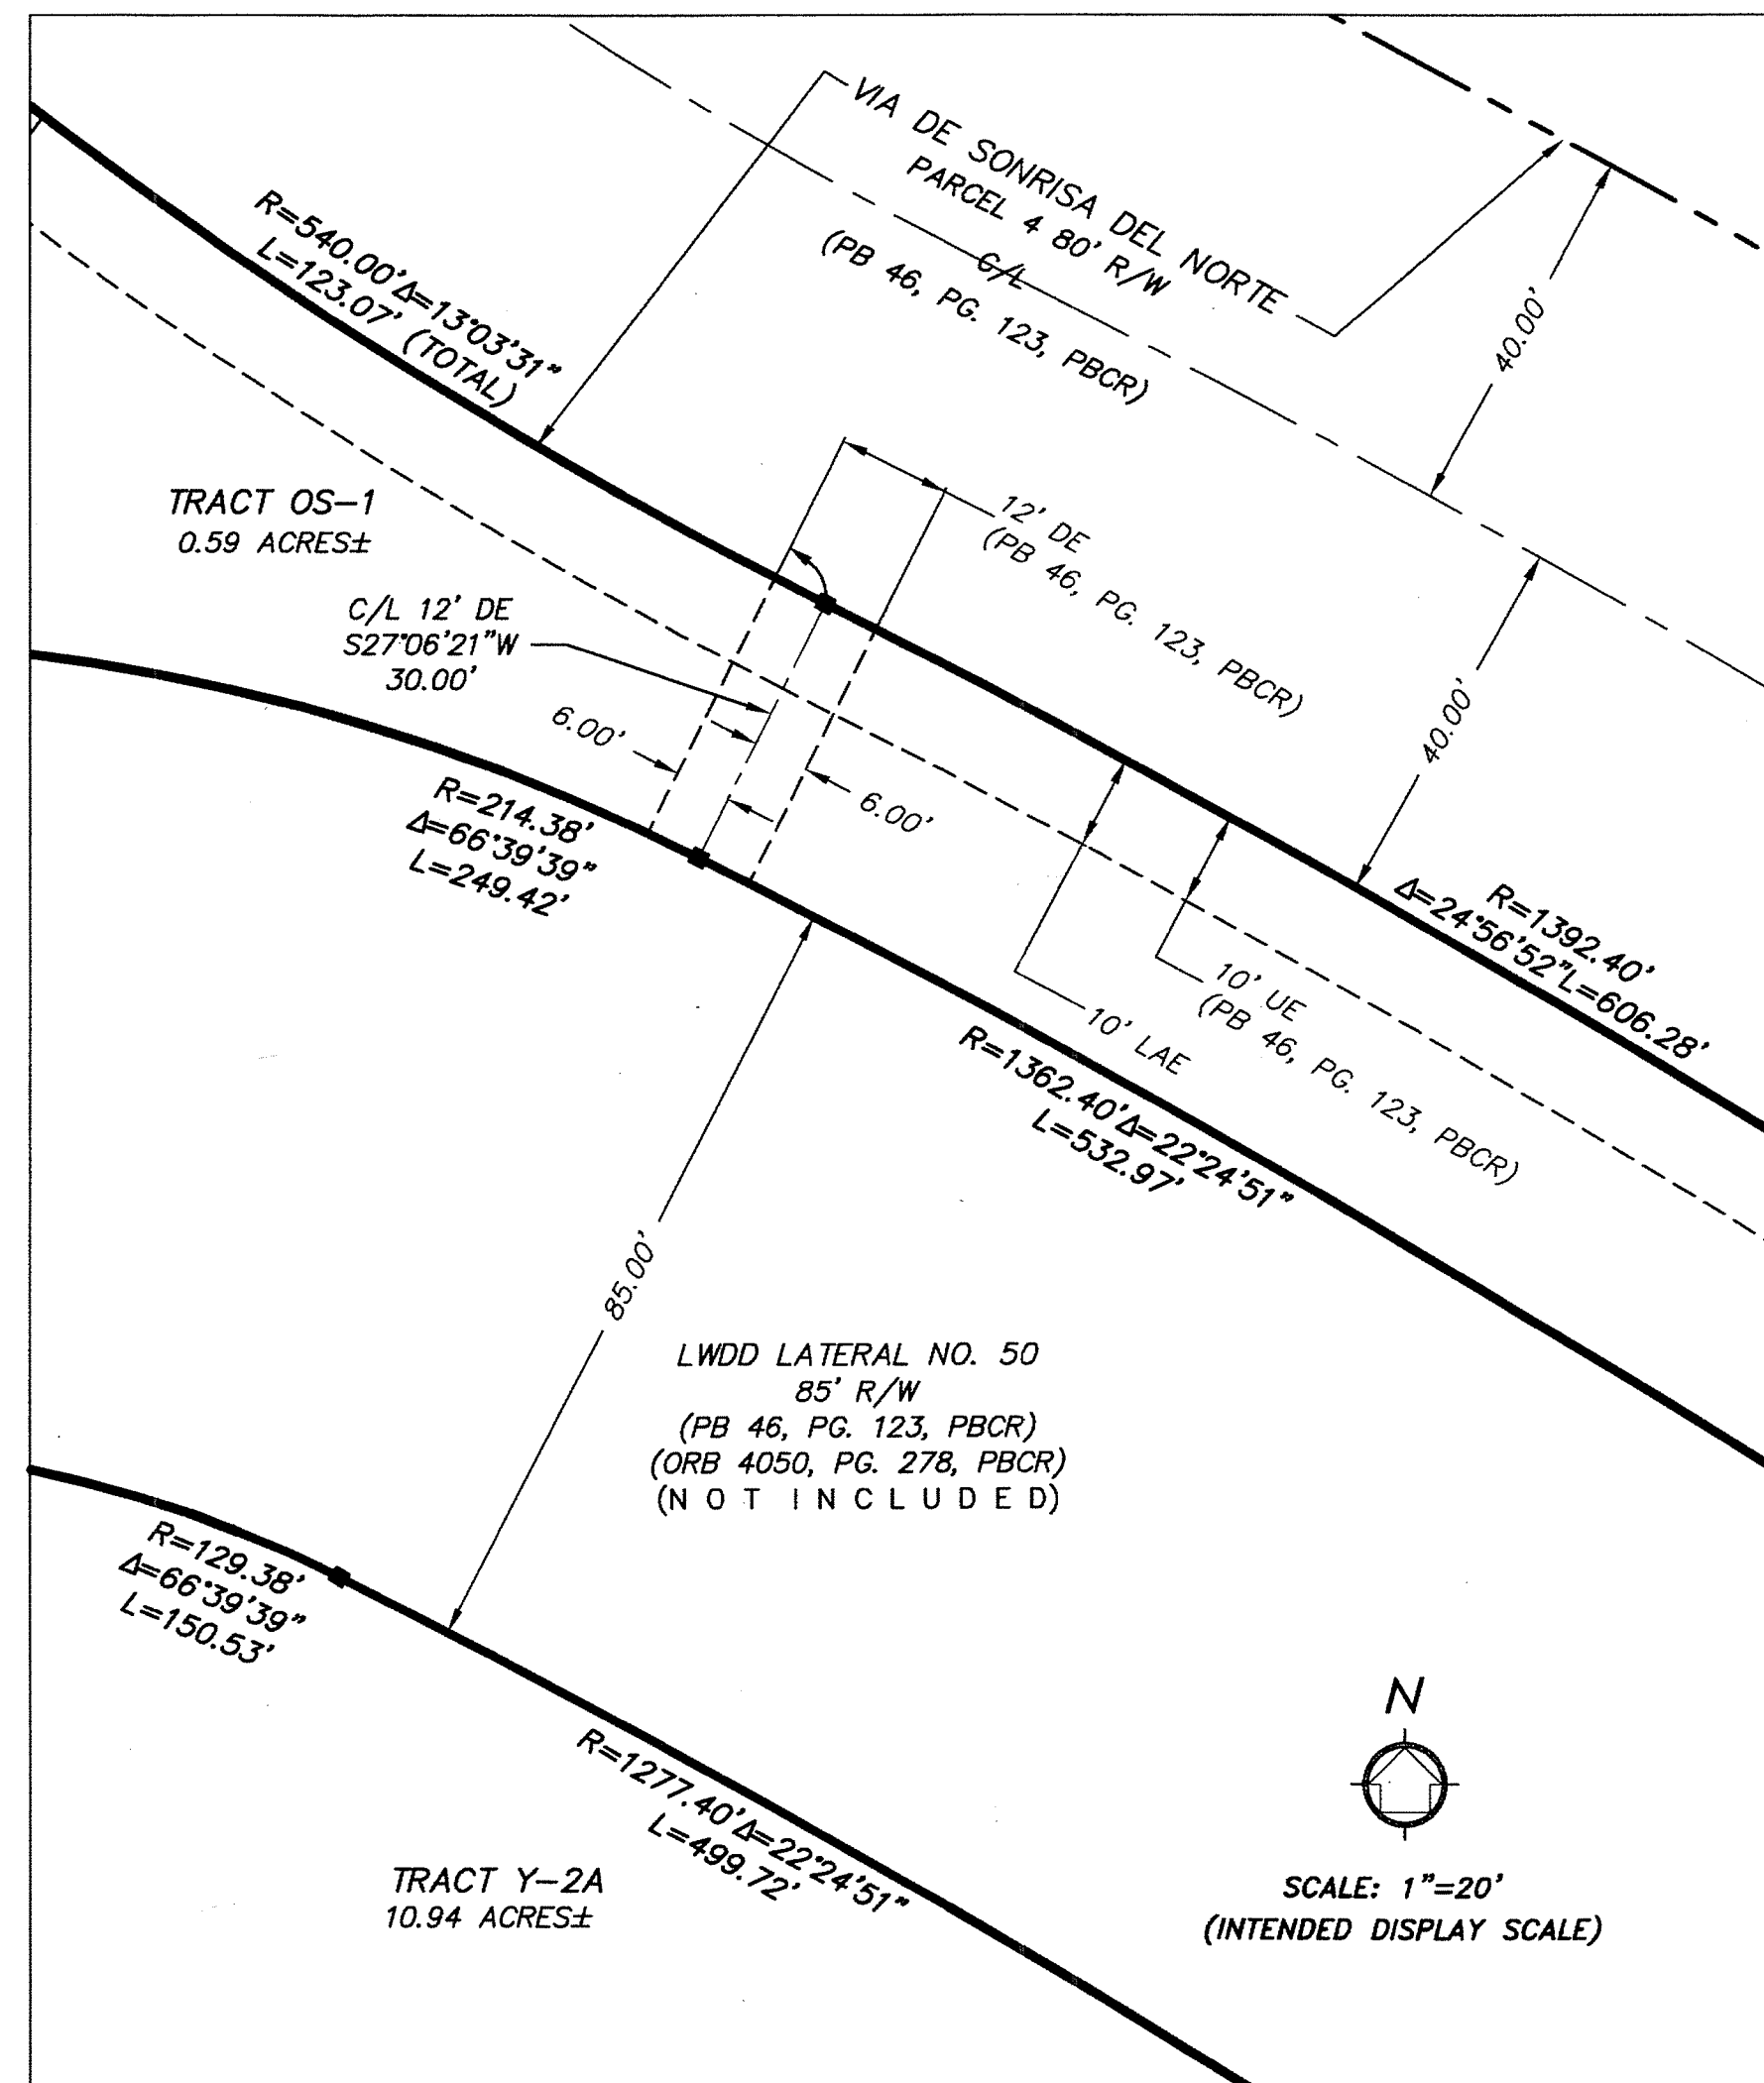 VIA DE SONRISA DEL NORTE
PARCEL 4 80' R/W
C/L
(PB 46, PG. 123, PBCR)
40.00'
R=540.00' Δ=13°03'31"
L=123.07' (TOTAL)
TRACT OS-1
0.59 ACRES±
12' DE
(PB 46, PG. 123, PBCR)
C/L 12' DE
S27°06'21"W
30.00'
6.00'
6.00'
40.00'
R=214.38'
Δ=66°39'39"
L=249.42'
R=1392.40'
Δ=24°56'52" L=606.28'
10' UE
(PB 46, PG. 123, PBCR)
10' LAE
R=1362.40' Δ=22°24'51"
L=532.97'
85.00'
LWDD LATERAL NO. 50
85' R/W
(PB 46, PG. 123, PBCR)
(ORB 4050, PG. 278, PBCR)
(N O T I N C L U D E D)
R=129.38'
Δ=66°39'39"
L=150.53'
R=1277.40' Δ=22°24'51"
L=499.72'
TRACT Y-2A
10.94 ACRES±
N
SCALE: 1"=20'
(INTENDED DISPLAY SCALE)